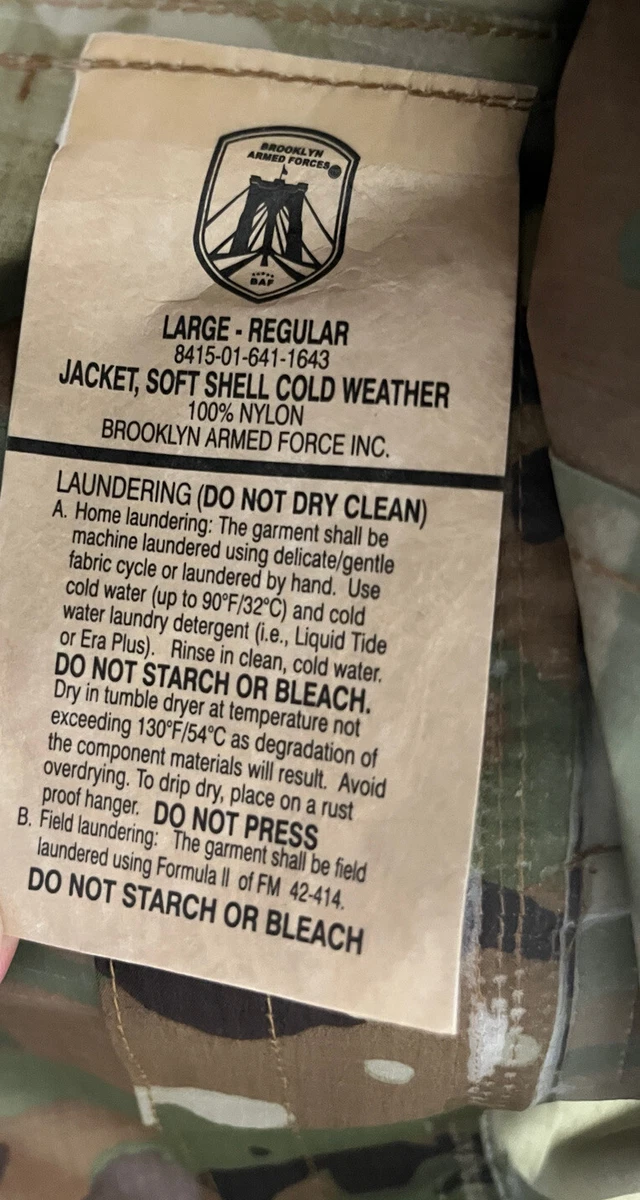 BROOKLYN
ARMED FORCES
BAF
LARGE - REGULAR
8415-01-641-1643
JACKET, SOFT SHELL COLD WEATHER
100% NYLON
BROOKLYN ARMED FORCE INC.
LAUNDERING (DO NOT DRY CLEAN)
A. Home laundering: The garment shall be
machine laundered using delicate/gentle
fabric cycle or laundered by hand. Use
cold water (up to 90°F/32°C) and cold
water laundry detergent (i.e., Liquid Tide
or Era Plus). Rinse in clean, cold water.
DO NOT STARCH OR BLEACH.
Dry in tumble dryer at temperature not
exceeding 130°F/54°C as degradation of
the component materials will result. Avoid
overdrying. To drip dry, place on a rust
proof hanger. DO NOT PRESS
B. Field laundering: The garment shall be field
laundered using Formula II of FM 42-414.
DO NOT STARCH OR BLEACH